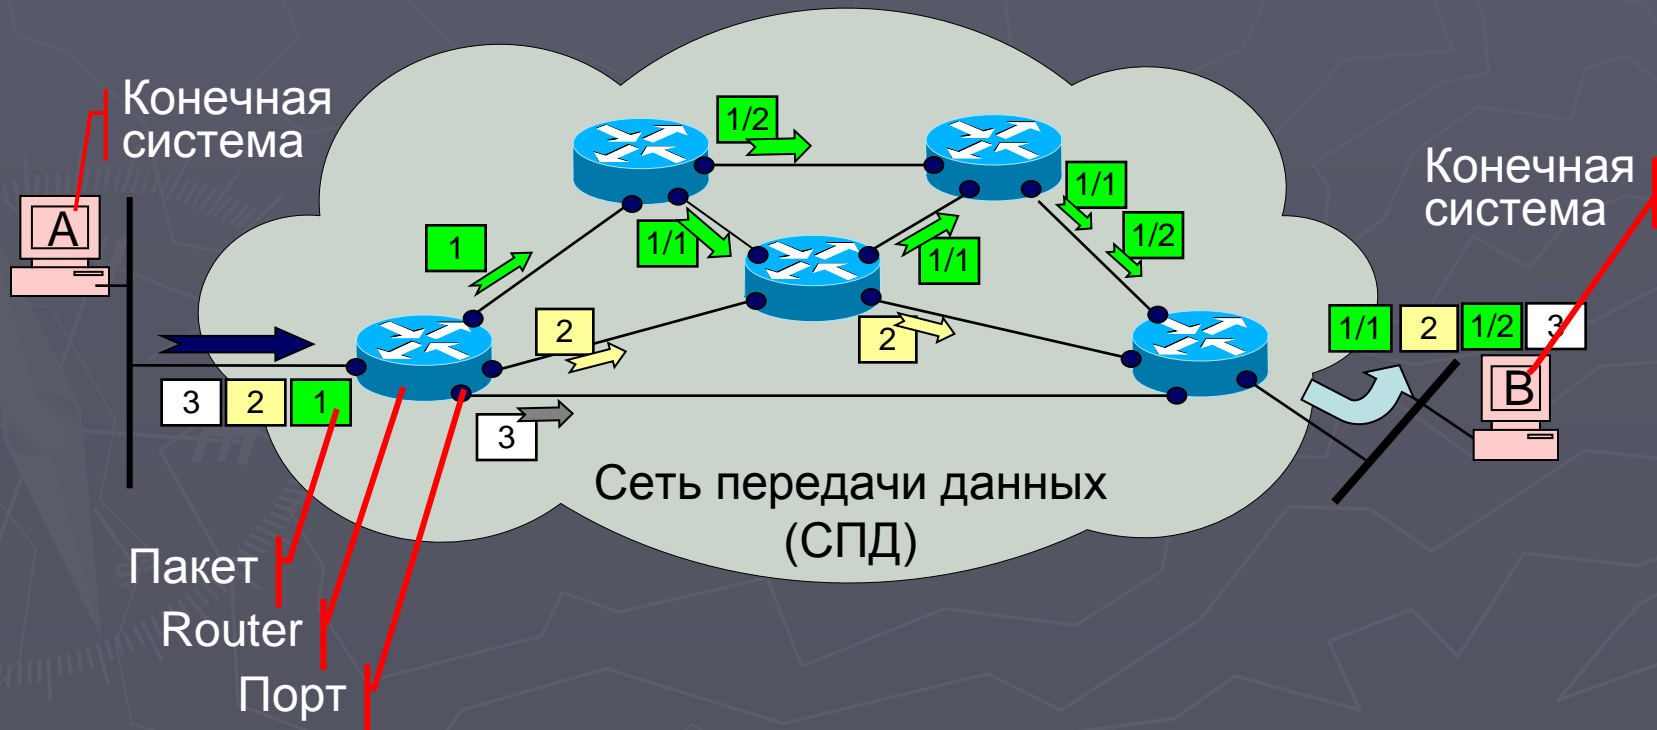 Конечная
система
A
3 2 1
1
2
3
1/2
1/1
1/1
2
1/1
1/2
Сеть передачи данных
(СПД)
Пакет
Router
Порт
Конечная
система
1/1 2 1/2 3
B